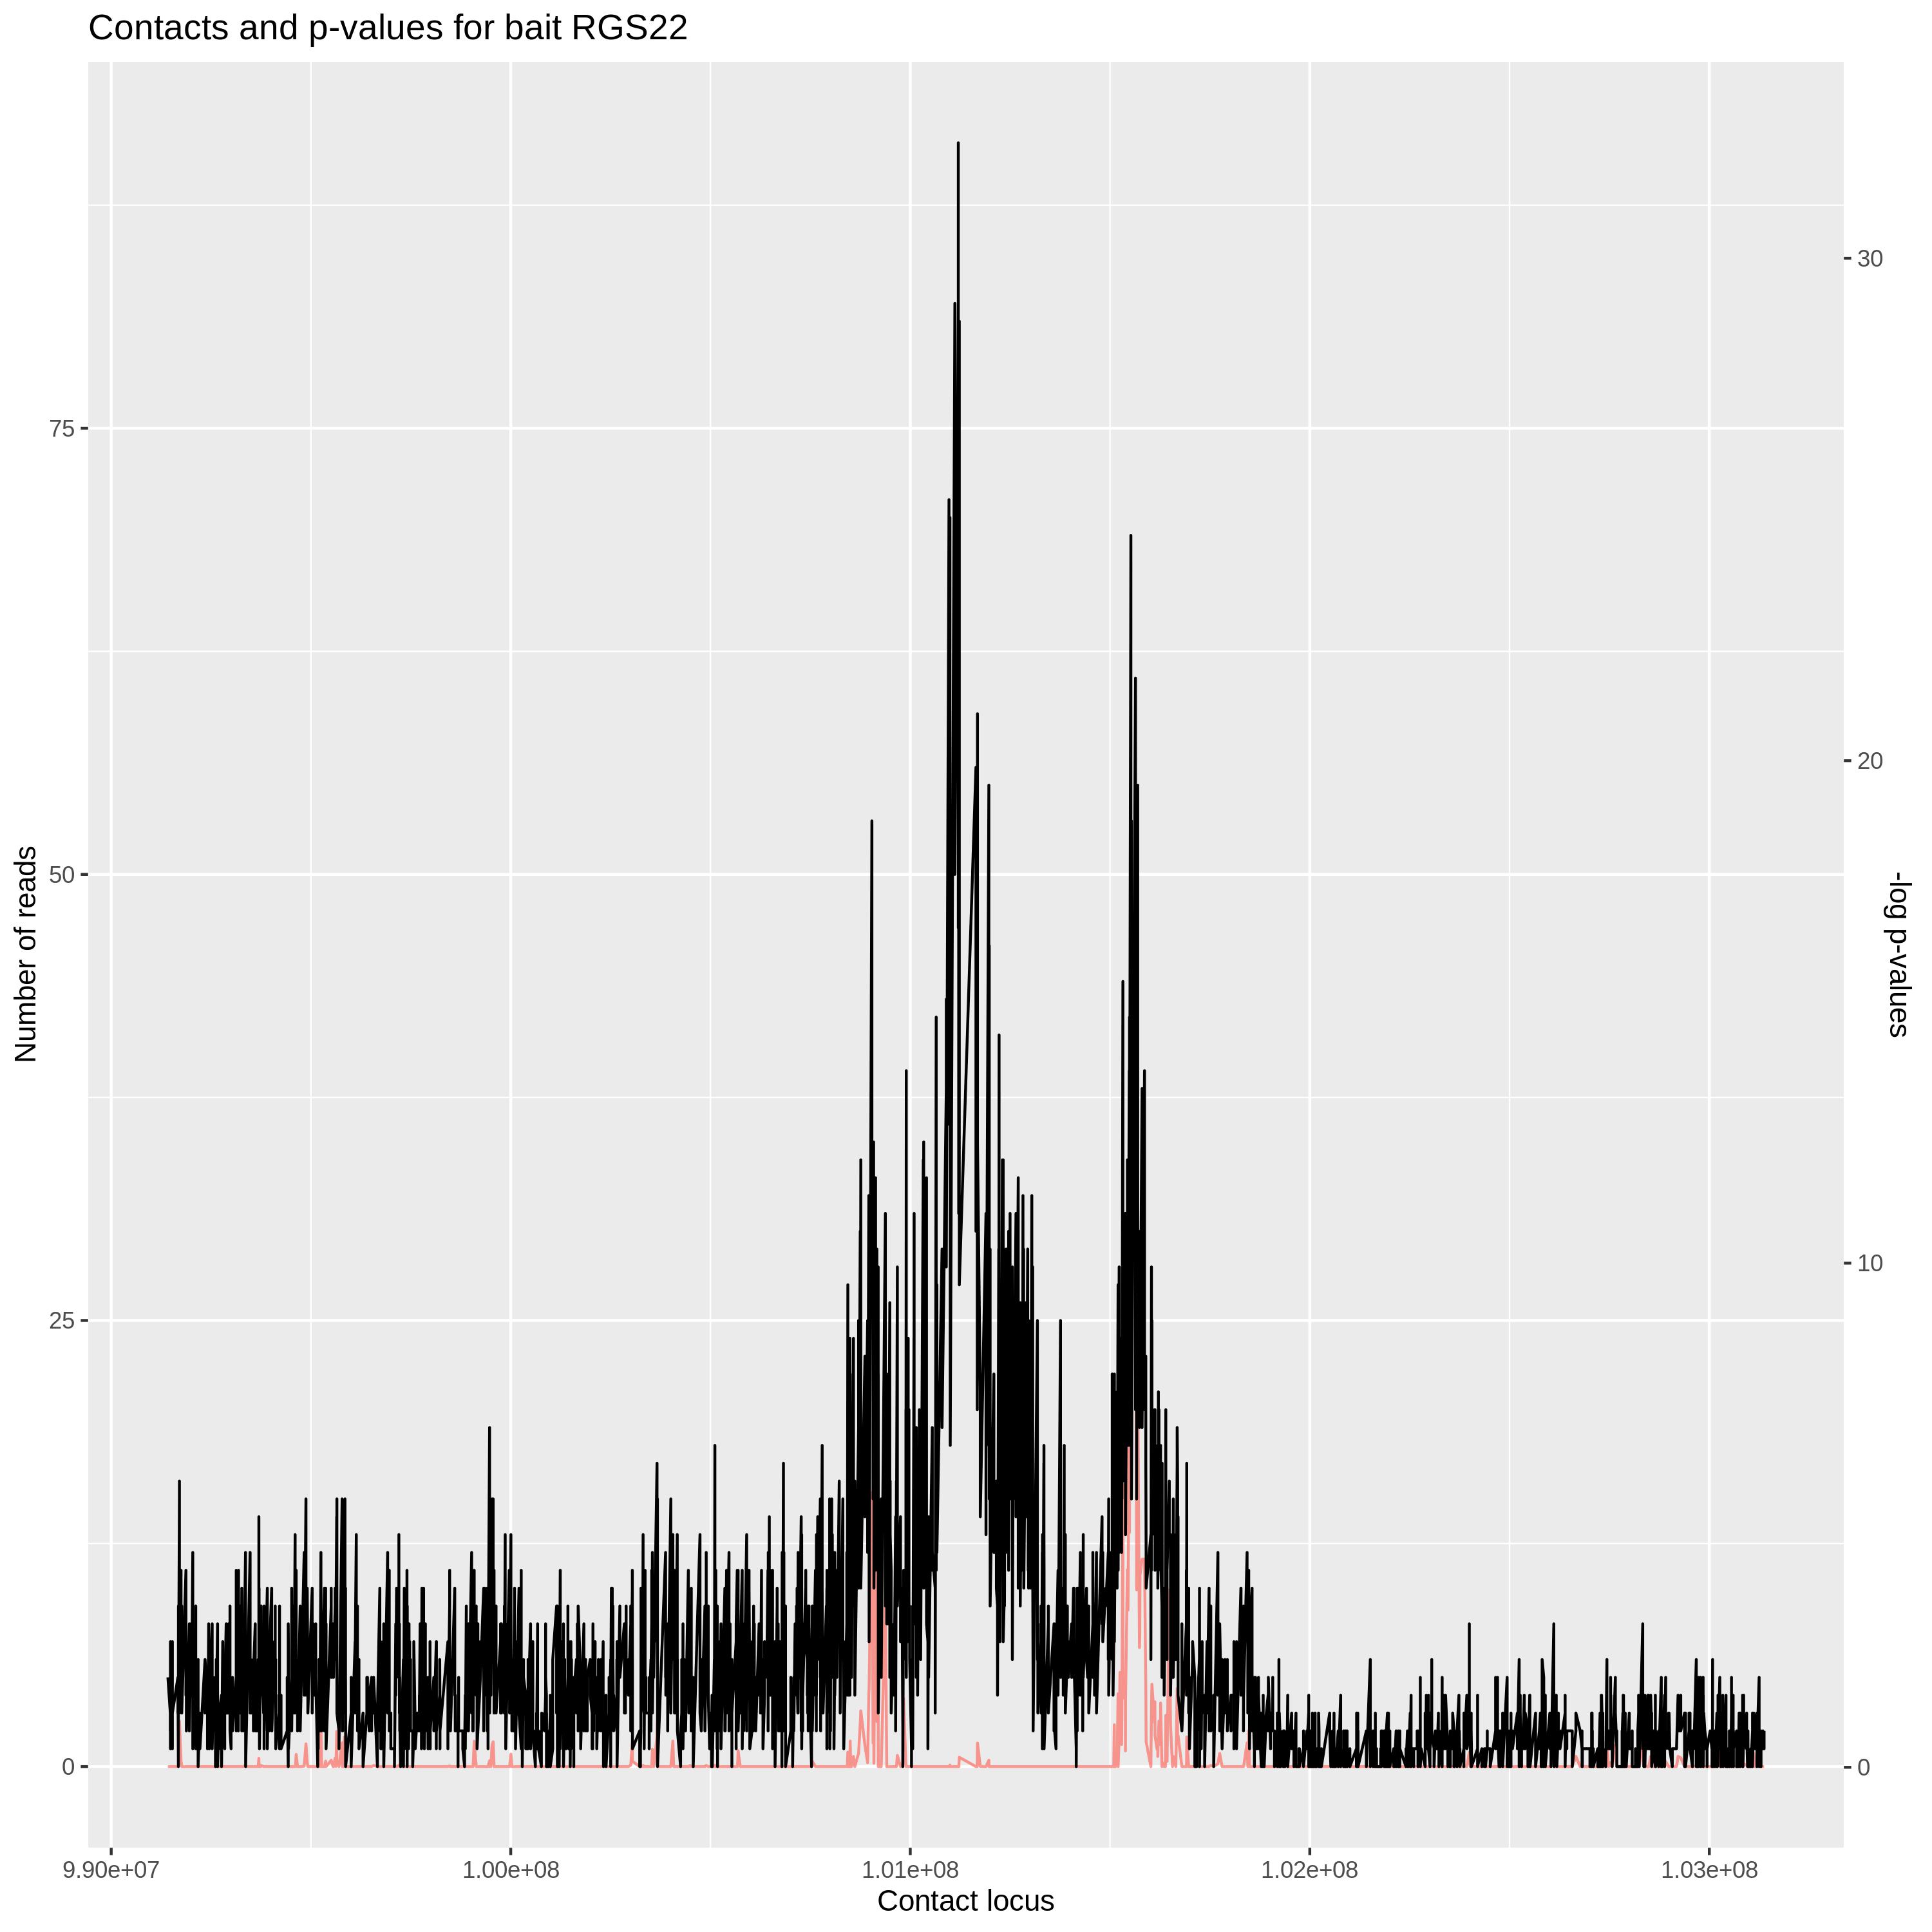 Contacts and p-values for bait RGS22
75
50
25
0
Number of reads
30
20
10
0
-log p-values
9.90e+07
1.00e+08
1.01e+08
1.02e+08
1.03e+08
Contact locus